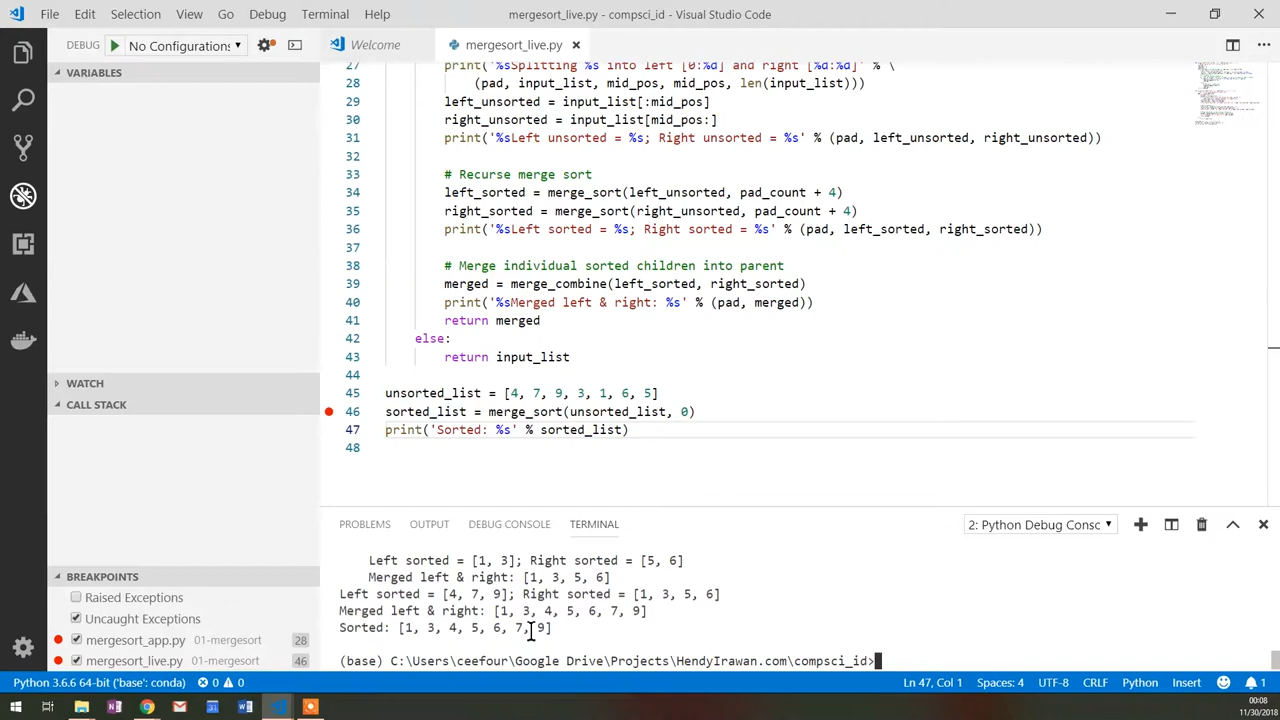 File Edit Selection View Go Debug Terminal Help mergesort_live.py - compsci_id - Visual Studio Code
DEBUG No Configurations
VARIABLES
WATCH
CALL STACK
BREAKPOINTS
Raised Exceptions
Uncaught Exceptions
mergesort_app.py 01-mergesort 28
mergesort_live.py 01-mergesort 46
Welcome mergesort_live.py
27 print('%sSplitting %s into left [0:%d] and right [%d:%d]' % \
28 (pad, input_list, mid_pos, mid_pos, len(input_list)))
29 left_unsorted = input_list[:mid_pos]
30 right_unsorted = input_list[mid_pos:]
31 print('%sLeft unsorted = %s; Right unsorted = %s' % (pad, left_unsorted, right_unsorted))
32
33 # Recurse merge sort
34 left_sorted = merge_sort(left_unsorted, pad_count + 4)
35 right_sorted = merge_sort(right_unsorted, pad_count + 4)
36 print('%sLeft sorted = %s; Right sorted = %s' % (pad, left_sorted, right_sorted))
37
38 # Merge individual sorted children into parent
39 merged = merge_combine(left_sorted, right_sorted)
40 print('%sMerged left & right: %s' % (pad, merged))
41 return merged
42 else:
43 return input_list
44
45 unsorted_list = [4, 7, 9, 3, 1, 6, 5]
46 sorted_list = merge_sort(unsorted_list, 0)
47 print('Sorted: %s' % sorted_list)
48
PROBLEMS OUTPUT DEBUG CONSOLE TERMINAL 2: Python Debug Consc
Left sorted = [1, 3]; Right sorted = [5, 6]
Merged left & right: [1, 3, 5, 6]
Left sorted = [4, 7, 9]; Right sorted = [1, 3, 5, 6]
Merged left & right: [1, 3, 4, 5, 6, 7, 9]
Sorted: [1, 3, 4, 5, 6, 7, 9]
(base) C:\Users\ceefour\Google Drive\Projects\HendyIrawan.com\compsci_id>
Python 3.6.6 64-bit ('base': conda) 0 0 Ln 47, Col 1 Spaces: 4 UTF-8 CRLF Python Insert 1
00:08
11/30/2018